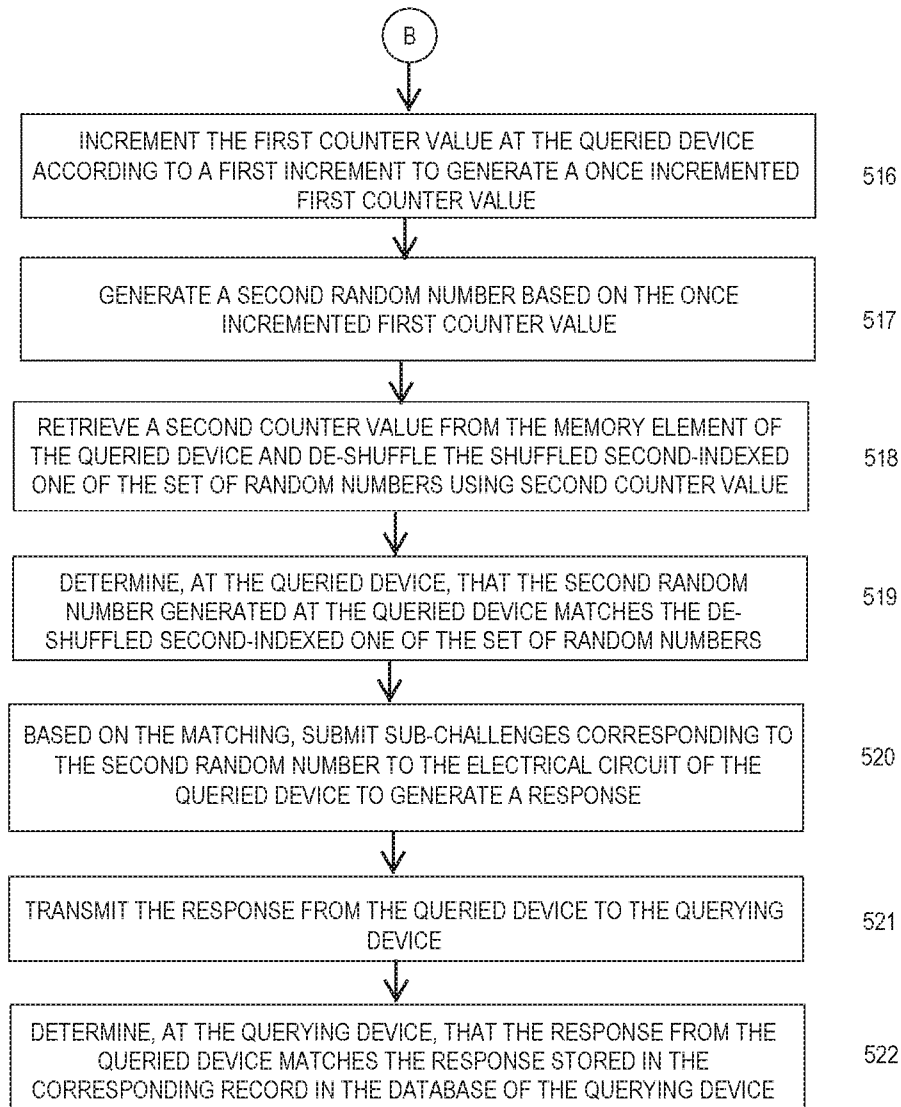 B
INCREMENT THE FIRST COUNTER VALUE AT THE QUERIED DEVICE
ACCORDING TO A FIRST INCREMENT TO GENERATE A ONCE INCREMENTED
FIRST COUNTER VALUE
516
GENERATE A SECOND RANDOM NUMBER BASED ON THE ONCE
INCREMENTED FIRST COUNTER VALUE
517
RETRIEVE A SECOND COUNTER VALUE FROM THE MEMORY ELEMENT OF
THE QUERIED DEVICE AND DE-SHUFFLE THE SHUFFLED SECOND-INDEXED
ONE OF THE SET OF RANDOM NUMBERS USING SECOND COUNTER VALUE
518
DETERMINE, AT THE QUERIED DEVICE, THAT THE SECOND RANDOM
NUMBER GENERATED AT THE QUERIED DEVICE MATCHES THE DE-
SHUFFLED SECOND-INDEXED ONE OF THE SET OF RANDOM NUMBERS
519
BASED ON THE MATCHING, SUBMIT SUB-CHALLENGES CORRESPONDING TO
THE SECOND RANDOM NUMBER TO THE ELECTRICAL CIRCUIT OF THE
QUERIED DEVICE TO GENERATE A RESPONSE
520
TRANSMIT THE RESPONSE FROM THE QUERIED DEVICE TO THE QUERYING
DEVICE
521
DETERMINE, AT THE QUERYING DEVICE, THAT THE RESPONSE FROM THE
QUERIED DEVICE MATCHES THE RESPONSE STORED IN THE
CORRESPONDING RECORD IN THE DATABASE OF THE QUERYING DEVICE
522